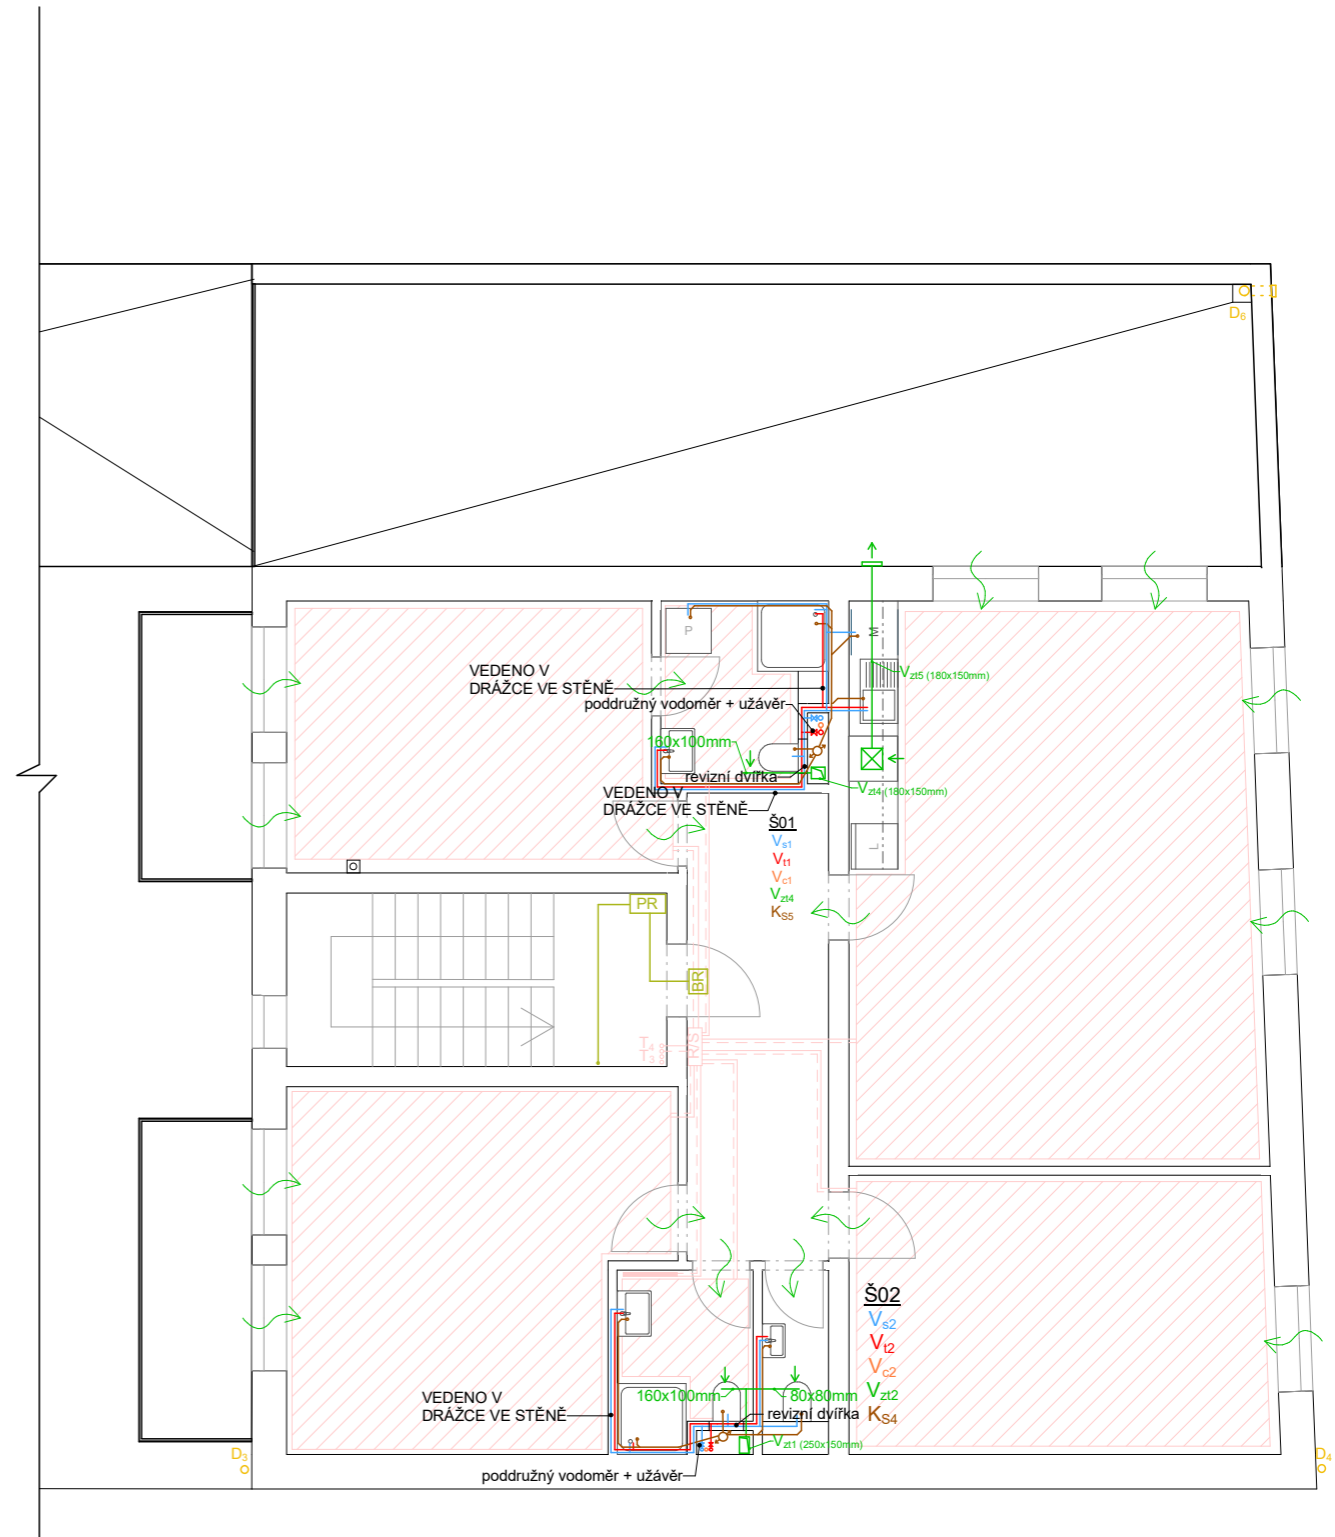 D6
P
M
VEDENO V
DRÁŽCE VE STĚNĚ
Vzt5 (180x150mm)
poddružný vodoměr + užávěr
160x100mm
revizní dvířka
Vzt4 (180x150mm)
VEDENO V
DRÁŽCE VE STĚNĚ
Š01
Vs1
Vt1
Vc1
Vzt4
KS5
L
PR
BR
R/S
T4
T3
Š02
Vs2
Vt2
Vc2
Vzt2
KS4
160x100mm
80x80mm
VEDENO V
DRÁŽCE VE STĚNĚ
revizní dvířka
Vzt1 (250x150mm)
poddružný vodoměr + užávěr
D3
D4